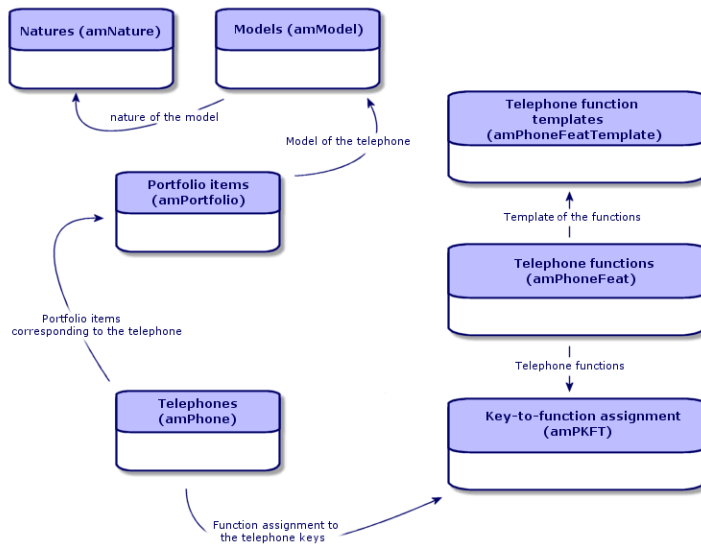 Natures (amNature)
Models (amModel)
nature of the model
Model of the telephone
Telephone function
templates
(amPhoneFeatTemplate)
Portfolio items
(amPortfolio)
Template of the functions
Telephone functions
(amPhoneFeat)
Portfolio items
corresponding to the telephone
Telephone functions
Telephones
(amPhone)
Key-to-function assignment
(amPKFT)
Function assignment to
the telephone keys